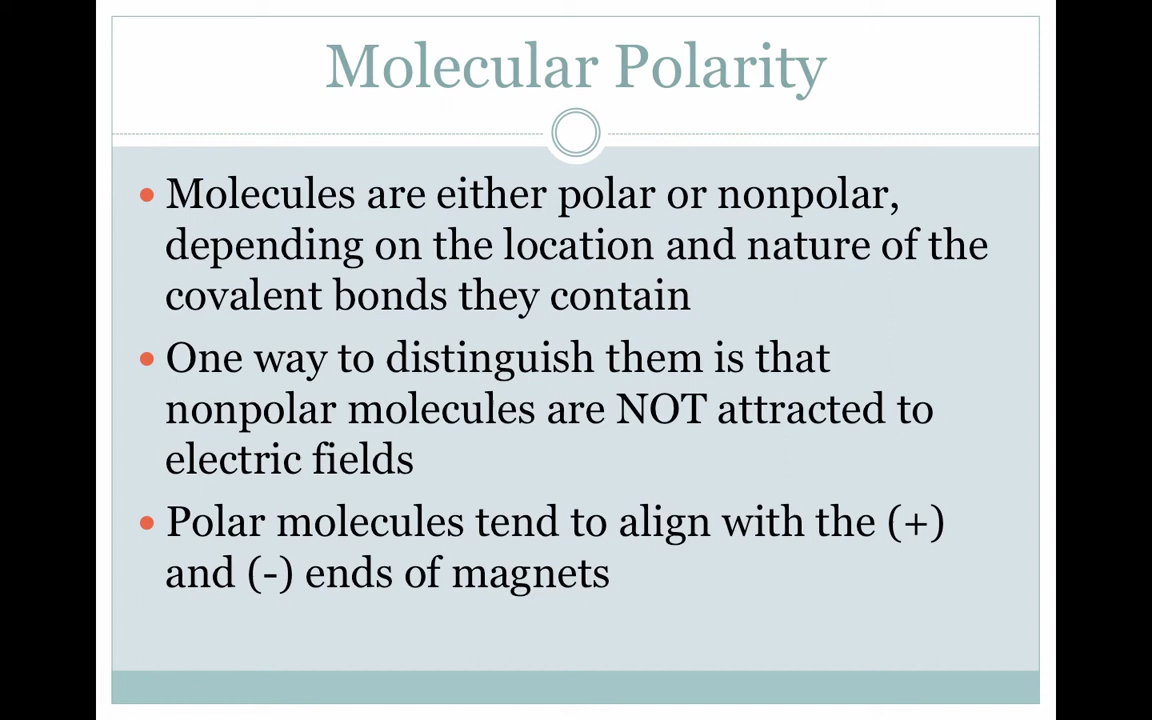 Molecular Polarity
• Molecules are either polar or nonpolar,
depending on the location and nature of the
covalent bonds they contain
• One way to distinguish them is that
nonpolar molecules are NOT attracted to
electric fields
• Polar molecules tend to align with the (+)
and (-) ends of magnets